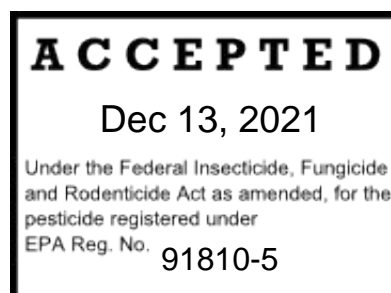 ACCEPTED
Dec 13, 2021
Under the Federal Insecticide, Fungicide
and Rodenticide Act as amended, for the
pesticide registered under
EPA Reg. No. 91810-5